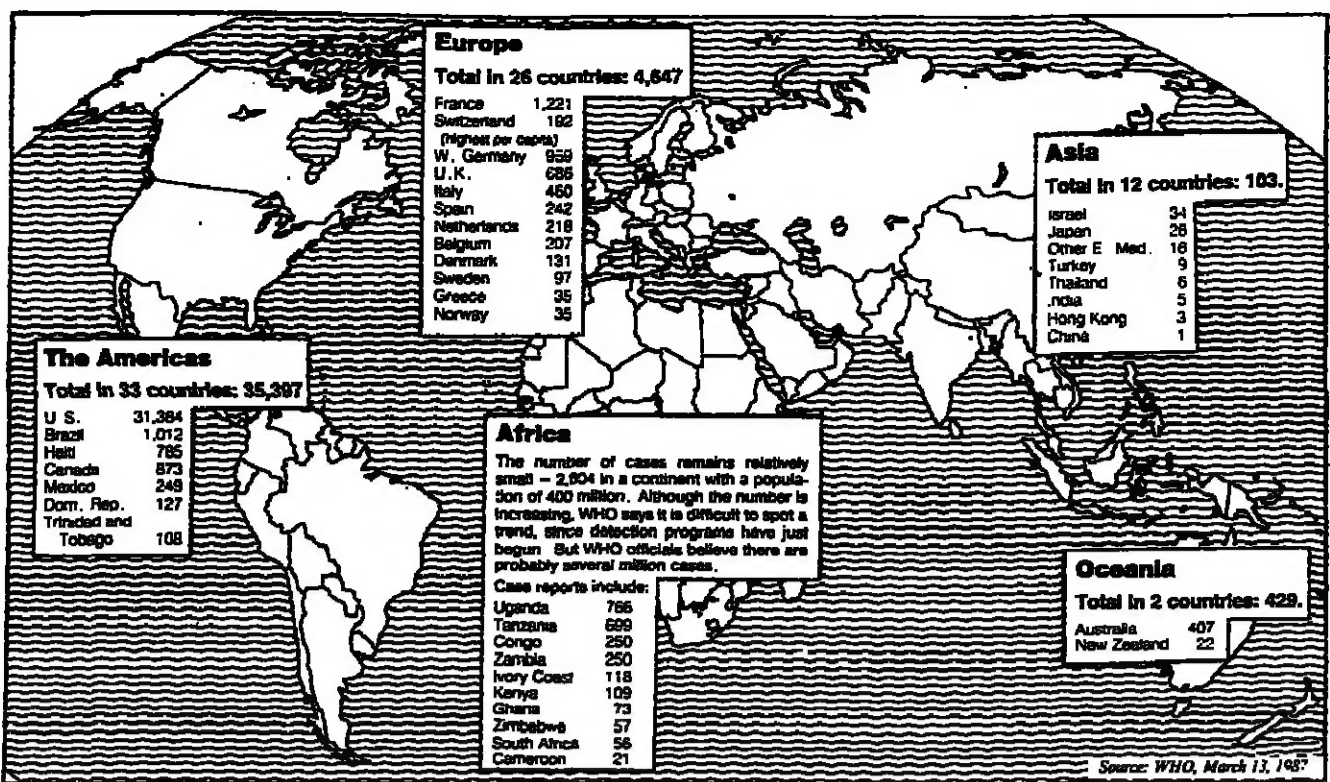 Europe
Total in 26 countries: 4,647
France 1,221
Switzerland 192
(highest per capita)
W. Germany 959
U.K. 686
Italy 460
Spain 242
Netherlands 218
Belgium 207
Denmark 131
Sweden 97
Greece 35
Norway 35
Asia
Total in 12 countries: 103.
Israel 34
Japan 26
Other E Med. 16
Turkey 9
Thailand 6
India 5
Hong Kong 3
China 1
The Americas
Total in 33 countries: 35,397
U S. 31,384
Brazil 1,012
Haiti 785
Canada 873
Mexico 249
Dom. Rep. 127
Trinidad and
Tobago 108
Africa
The number of cases remains relatively
small – 2,604 in a continent with a popula-
tion of 400 million. Although the number is
increasing, WHO says it is difficult to spot a
trend, since detection programs have just
begun But WHO officials believe there are
probably several million cases.
Case reports include:
Uganda 766
Tanzania 699
Congo 250
Zambia 250
Ivory Coast 118
Kenya 109
Ghana 73
Zimbabwe 57
South Africa 56
Cameroon 21
Oceania
Total in 2 countries: 429.
Australia 407
New Zealand 22
Source: WHO, March 13, 1987